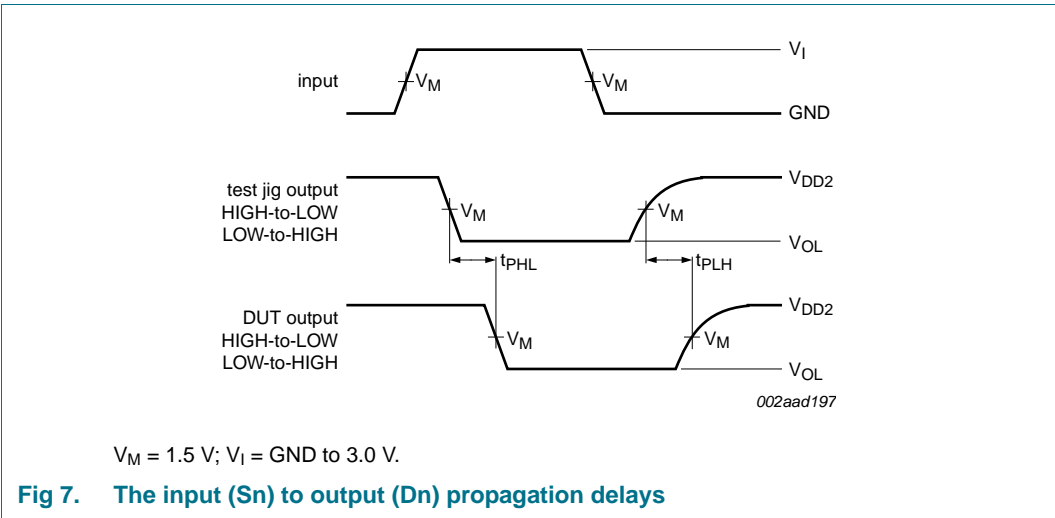 V_I
input
V_M V_M
GND
V_DD2
test jig output
HIGH-to-LOW V_M V_M
LOW-to-HIGH
V_OL
t_PHL t_PLH
V_DD2
DUT output
HIGH-to-LOW V_M V_M
LOW-to-HIGH
V_OL
002aad197
V_M = 1.5 V; V_I = GND to 3.0 V.
Fig 7. The input (Sn) to output (Dn) propagation delays